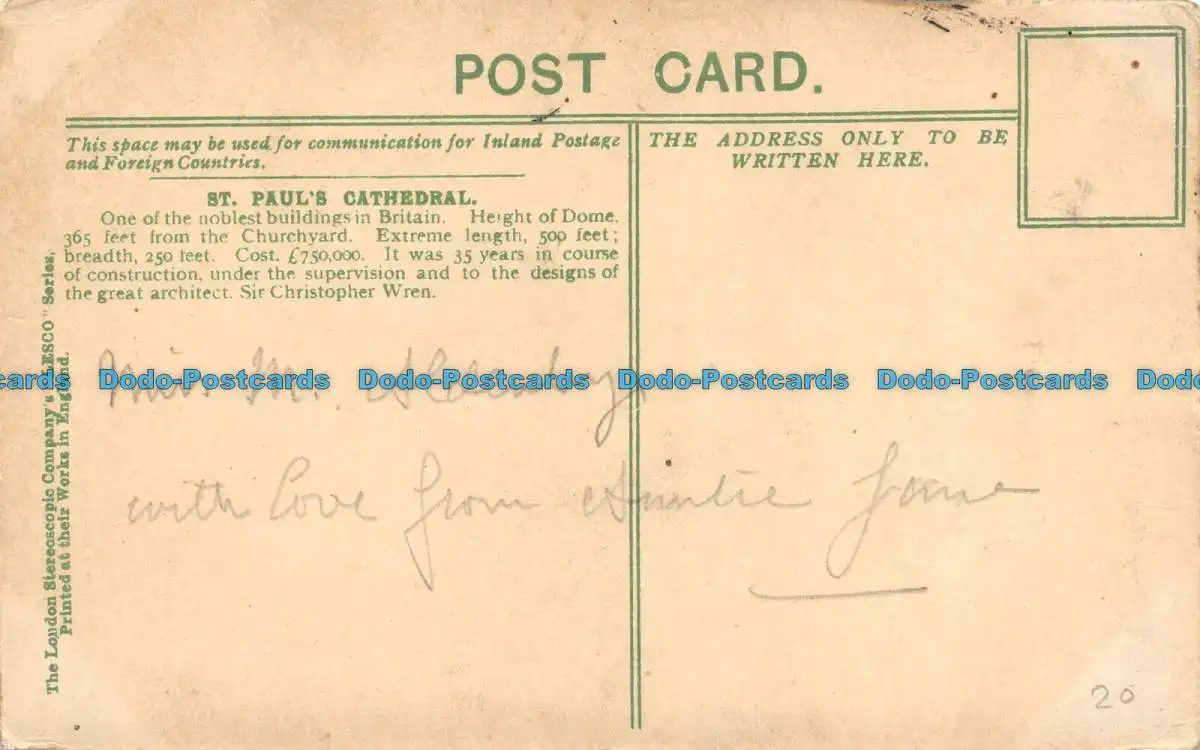 POST CARD.
This space may be used for communication for Inland Postage
and Foreign Countries.
THE ADDRESS ONLY TO BE
WRITTEN HERE.
ST. PAUL'S CATHEDRAL.
One of the noblest buildings in Britain. Height of Dome.
365 feet from the Churchyard. Extreme length, 500 feet;
breadth, 250 feet. Cost. £750,000. It was 35 years in course
of construction, under the supervision and to the designs of
the great architect. Sir Christopher Wren.
The London Stereoscopic Company's "LESCO" Series.
Printed at their Works in England.
Miss M.
cards Dodo-Postcards Dodo-Postcards Dodo-Postcards Dodo-Postcards Dodo
with love from Auntie Jane
20